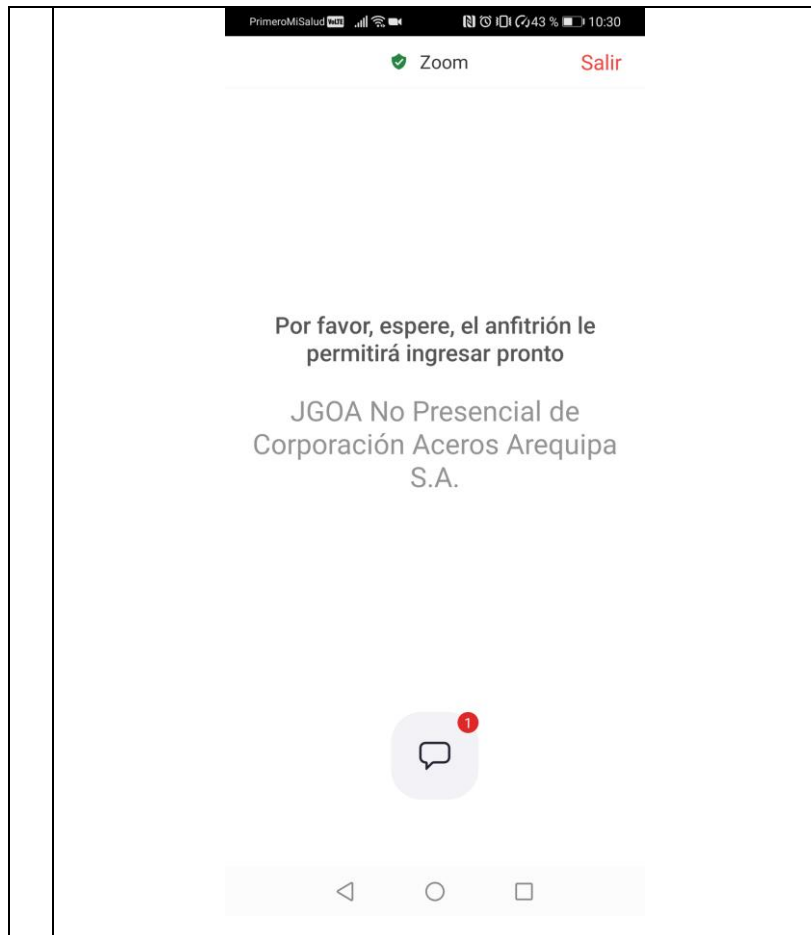 PrimeroMiSalud VoLTE 43 % 10:30
Zoom Salir
Por favor, espere, el anfitrión le
permitirá ingresar pronto
JGOA No Presencial de
Corporación Aceros Arequipa
S.A.
1